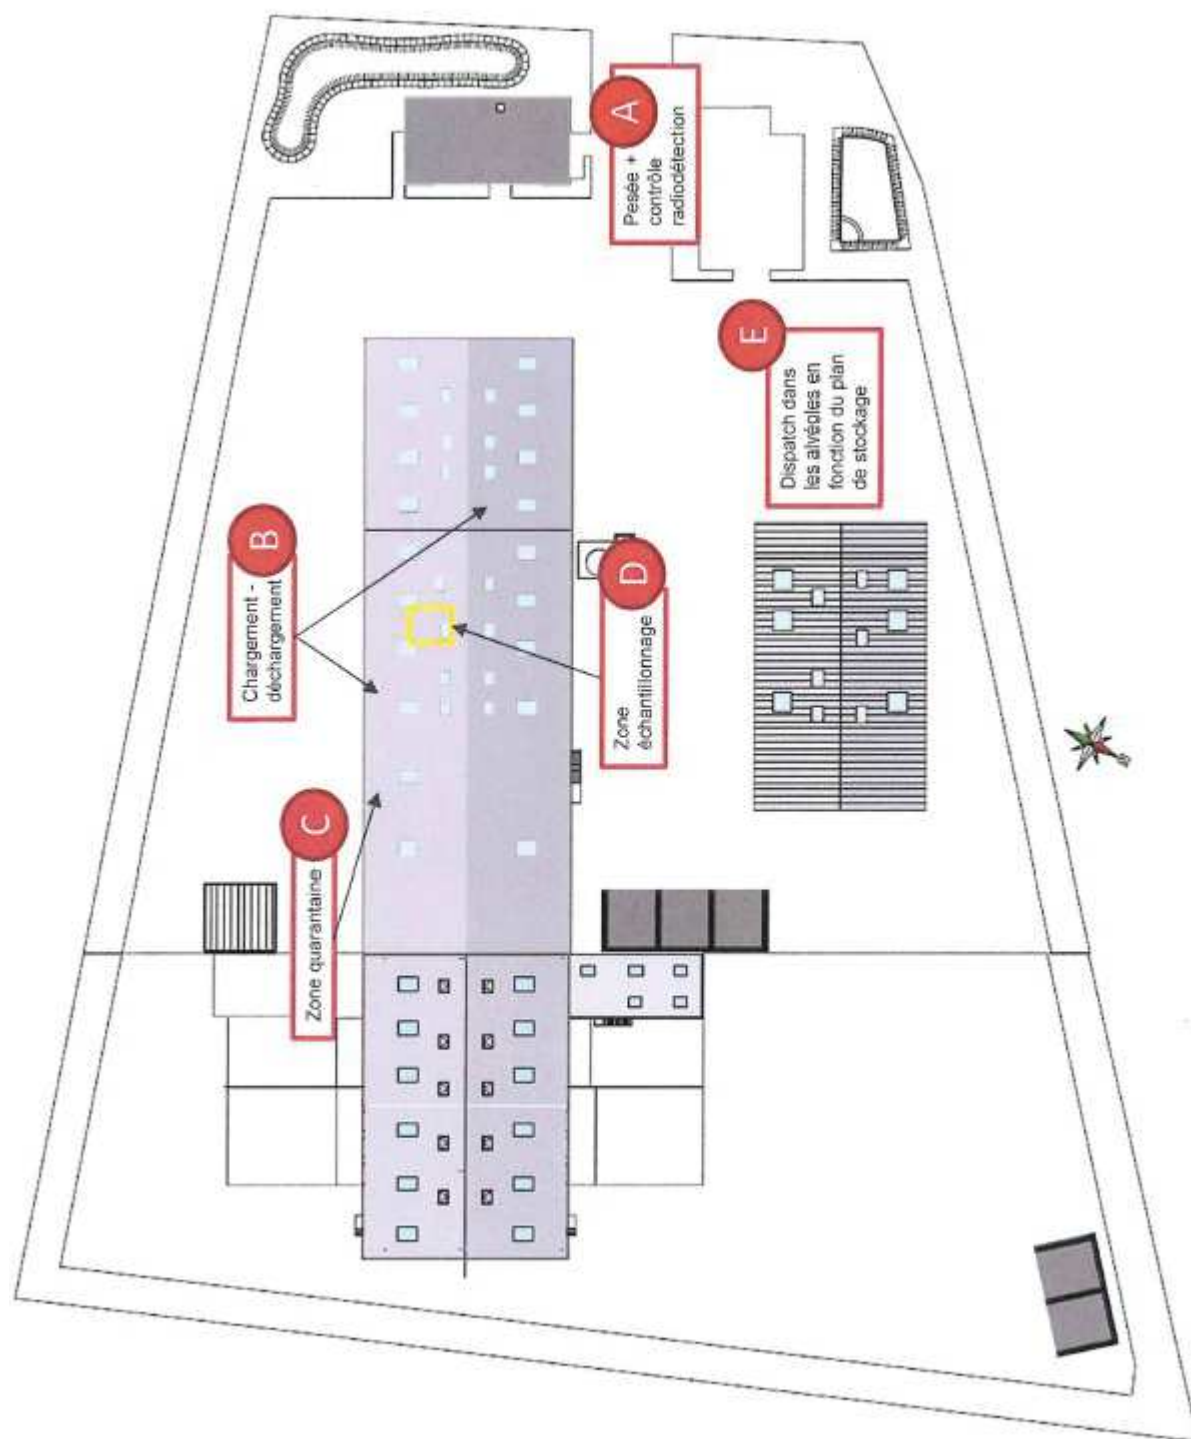 A
Pesée +
contrôle
radiodétection
B
Chargement -
déchargement
C
Zone quarantaine
D
Zone
échantillonnage
E
Dispatch dans
les alvéoles en
fonction du plan
de stockage